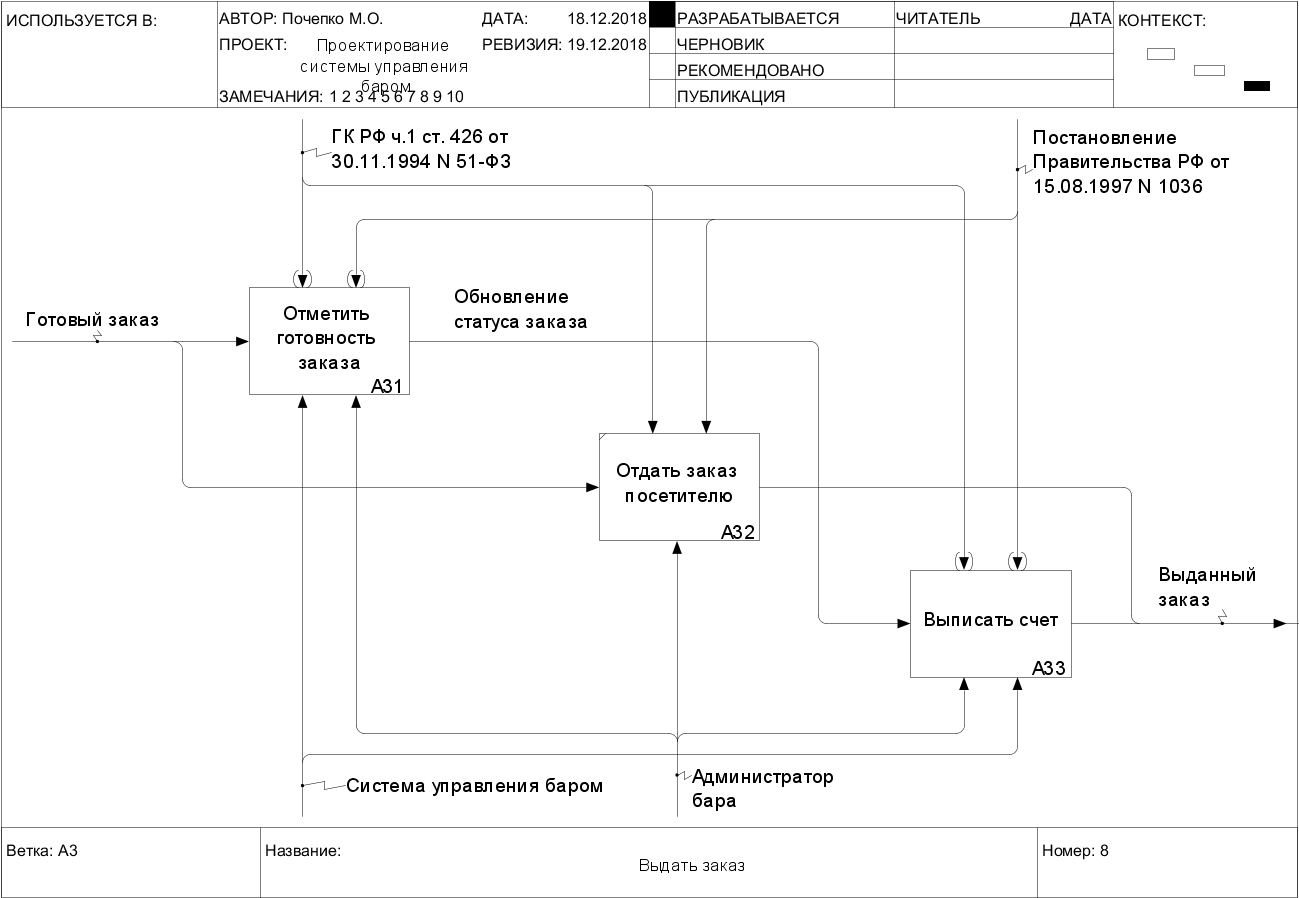 ИСПОЛЬЗУЕТСЯ В:
АВТОР: Почепко М.О.
ДАТА: 18.12.2018
РАЗРАБАТЫВАЕТСЯ
ЧИТАТЕЛЬ
ДАТА
КОНТЕКСТ:
ПРОЕКТ: Проектирование
системы управления
баром
РЕВИЗИЯ: 19.12.2018
ЧЕРНОВИК
РЕКОМЕНДОВАНО
ЗАМЕЧАНИЯ: 1 2 3 4 5 6 7 8 9 10
ПУБЛИКАЦИЯ
ГК РФ ч.1 ст. 426 от
30.11.1994 N 51-ФЗ
Постановление
Правительства РФ от
15.08.1997 N 1036
Готовый заказ
Отметить
готовность
заказа
A31
Обновление
статуса заказа
Отдать заказ
посетителю
A32
Выданный
заказ
Выписать счет
A33
Система управления баром
Администратор
бара
Ветка: A3
Название:
Выдать заказ
Номер: 8